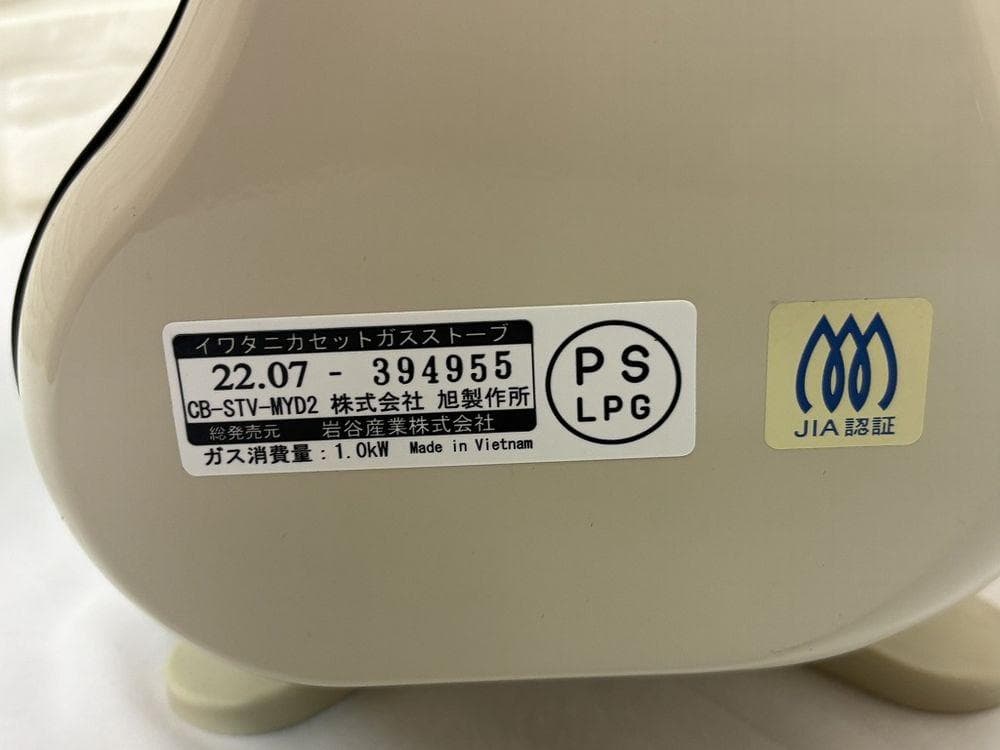 イワタニカセットガスストーブ
22.07 - 394955
CB-STV-MYD2 株式会社 旭製作所
総発売元 岩谷産業株式会社
ガス消費量：1.0kW Made in Vietnam
PS
LPG
JIA認証